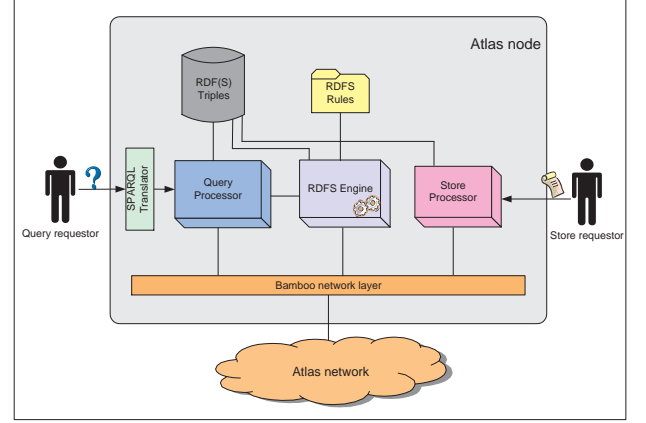 Atlas node
RDF(S)
Triples
RDFS
Rules
?
SPARQL
Translator
Query
Processor
RDFS Engine
Store
Processor
Query requestor
Store requestor
Bamboo network layer
Atlas network